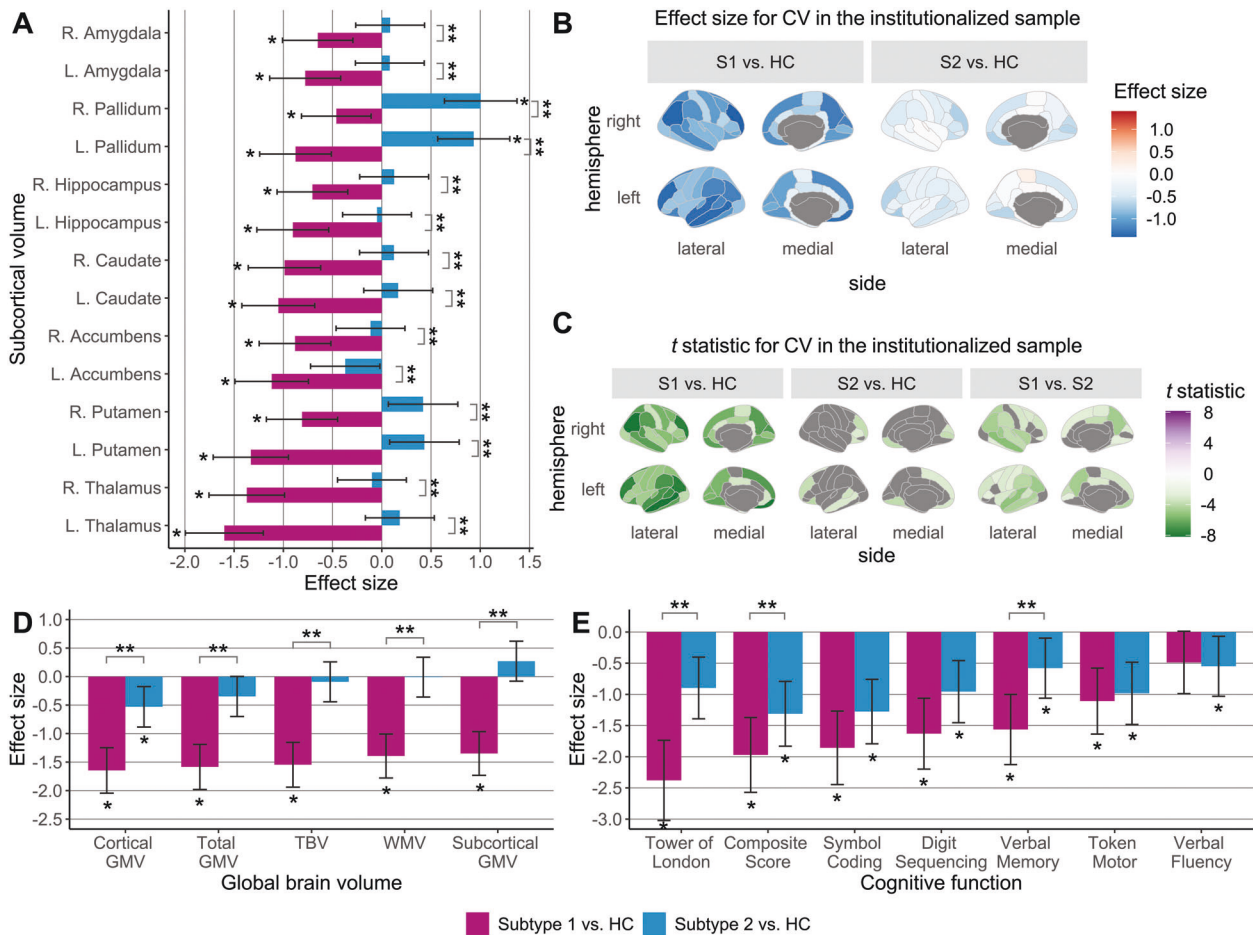 A
Subcortical volume
R. Amygdala
L. Amygdala
R. Pallidum
L. Pallidum
R. Hippocampus
L. Hippocampus
R. Caudate
L. Caudate
R. Accumbens
L. Accumbens
R. Putamen
L. Putamen
R. Thalamus
L. Thalamus
* **
* **
* * **
* * **
* **
* **
* **
* **
* **
* **
* **
* **
* **
* **
-2.0 -1.5 -1.0 -0.5 0.0 0.5 1.0 1.5
Effect size
B
Effect size for CV in the institutionalized sample
S1 vs. HC S2 vs. HC
hemisphere
right
left
lateral medial lateral medial
side
Effect size
1.0
0.5
0.0
-0.5
-1.0
C
t statistic for CV in the institutionalized sample
S1 vs. HC S2 vs. HC S1 vs. S2
hemisphere
right
left
lateral medial lateral medial lateral medial
side
t statistic
8
4
0
-4
-8
D
Effect size
1.0
0.5
0.0
-0.5
-1.0
-1.5
-2.0
-2.5
** ** ** ** **
* * * * * *
Cortical GMV
Total GMV
TBV
WMV
Subcortical GMV
Global brain volume
E
Effect size
0.0
-0.5
-1.0
-1.5
-2.0
-2.5
-3.0
** ** **
* * * * * * * * * * * *
Tower of London
Composite Score
Symbol Coding
Digit Sequencing
Verbal Memory
Token Motor
Verbal Fluency
Cognitive function
Subtype 1 vs. HC Subtype 2 vs. HC